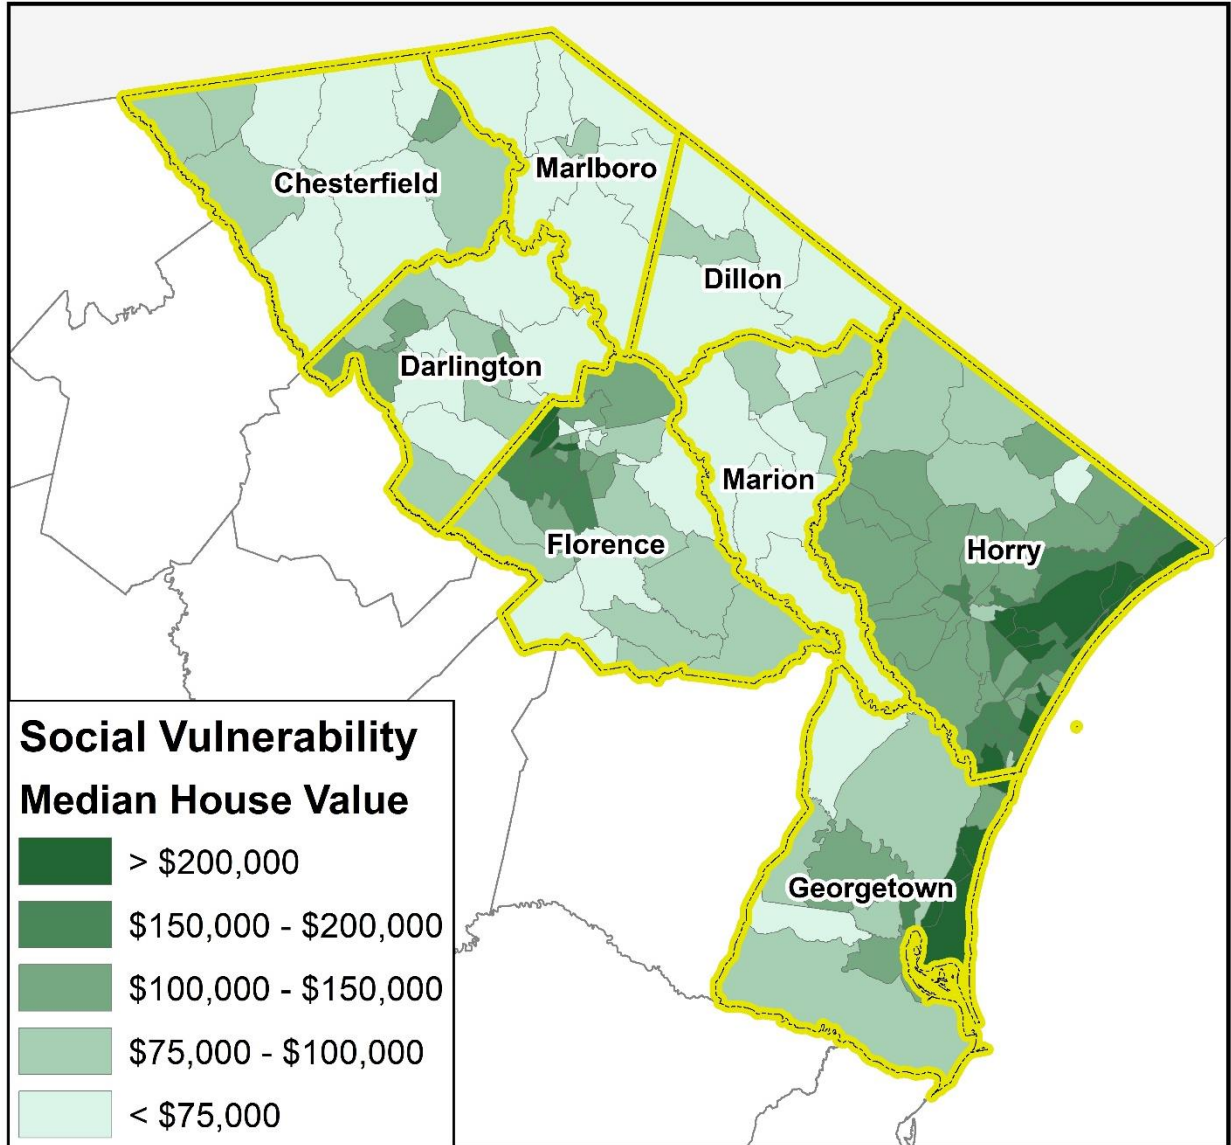 Chesterfield
Marlboro
Dillon
Darlington
Marion
Florence
Horry
Georgetown
Social Vulnerability
Median House Value
> $200,000
$150,000 - $200,000
$100,000 - $150,000
$75,000 - $100,000
< $75,000